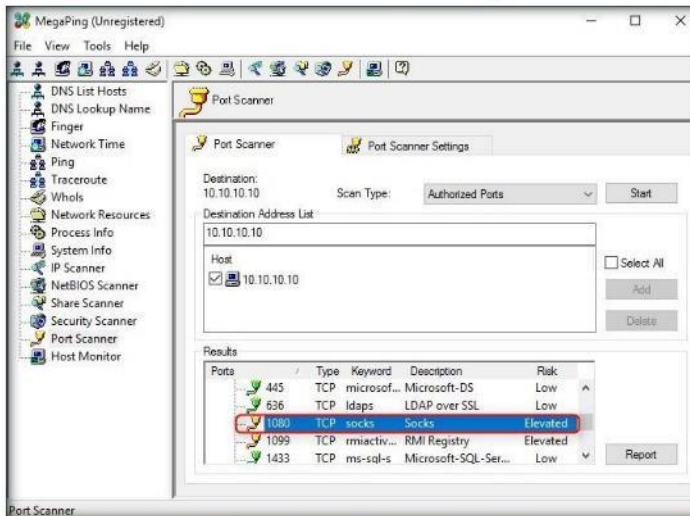 MegaPing (Unregistered)
File View Tools Help
DNS List Hosts
DNS Lookup Name
Finger
Network Time
Ping
Traceroute
Whols
Network Resources
Process Info
System Info
IP Scanner
NetBIOS Scanner
Share Scanner
Security Scanner
Port Scanner
Host Monitor
Port Scanner
Port Scanner
Port Scanner Settings
Destination:
10.10.10.10
Scan Type:
Authorized Ports
Start
Destination Address List
10.10.10.10
Host
10.10.10.10
Select All
Add
Delete
Results
Ports Type Keyword Description Risk
445 TCP microsof... Microsoft-DS Low
636 TCP ldaps LDAP over SSL Low
1080 TCP socks Socks Elevated
1099 TCP rmiactiv... RMI Registry Elevated
1433 TCP ms-sql-s Microsoft-SQL-Ser... Low
Report
Port Scanner